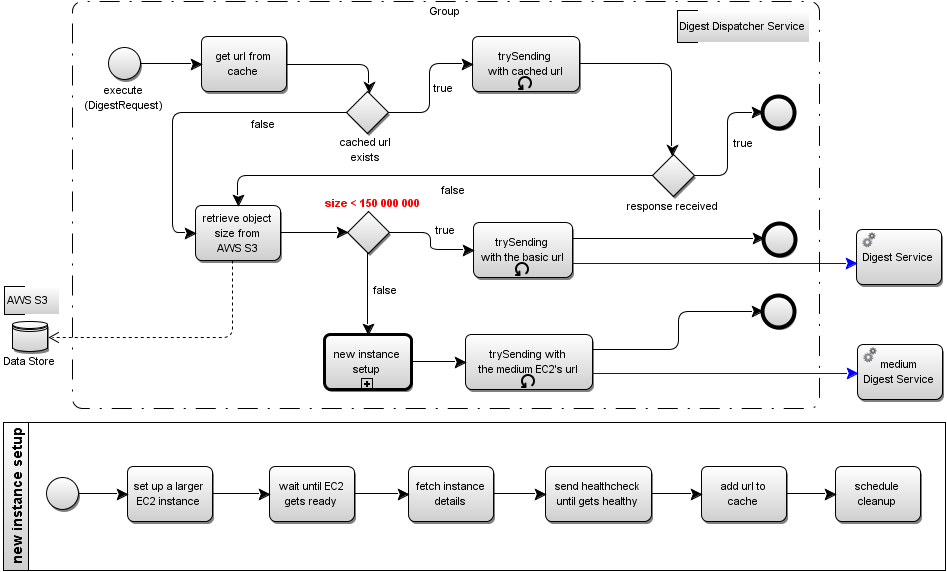 Group
Digest Dispatcher Service
get url from
cache
trySending
with cached url
execute
(DigestRequest)
true
false
cached url
exists
true
false
response received
size < 150 000 000
retrieve object
size from
AWS S3
true
trySending
with the basic url
Digest Service
false
AWS S3
Data Store
new instance
setup
trySending with
the medium EC2's url
medium
Digest Service
new instance setup
set up a larger
EC2 instance
wait until EC2
gets ready
fetch instance
details
send healthcheck
until gets healthy
add url to
cache
schedule
cleanup